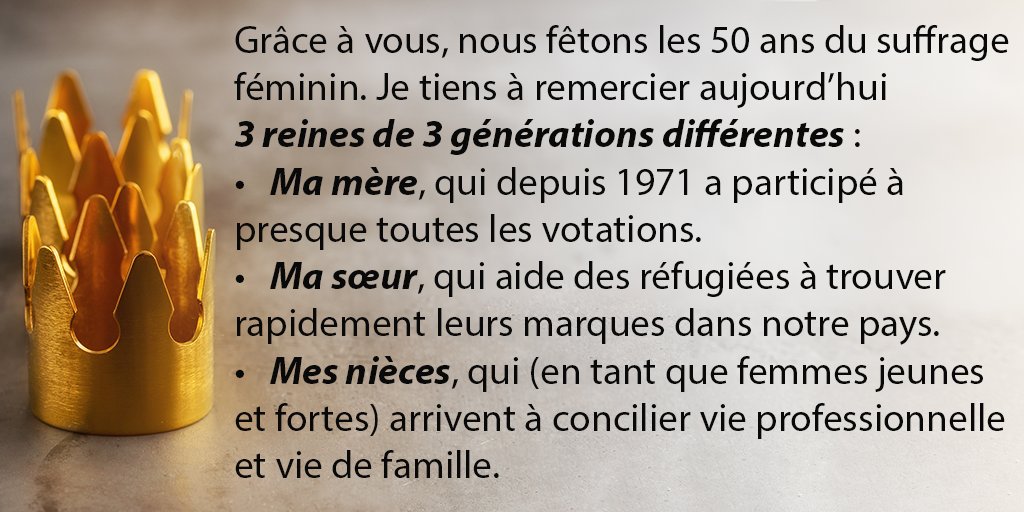 Grâce à vous, nous fêtons les 50 ans du suffrage
féminin. Je tiens à remercier aujourd’hui
3 reines de 3 générations différentes :
• Ma mère, qui depuis 1971 a participé à
presque toutes les votations.
• Ma sœur, qui aide des réfugiées à trouver
rapidement leurs marques dans notre pays.
• Mes nièces, qui (en tant que femmes jeunes
et fortes) arrivent à concilier vie professionnelle
et vie de famille.